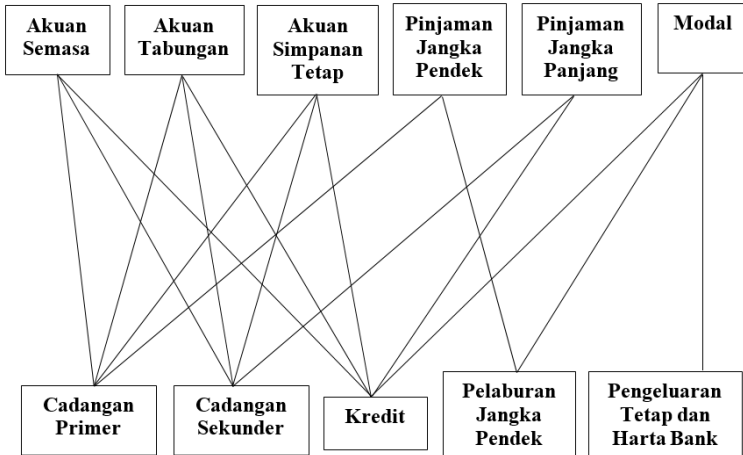 Akuan
Semasa
Akuan
Tabungan
Akuan
Simpanan
Tetap
Pinjaman
Jangka
Pendek
Pinjaman
Jangka
Panjang
Modal
Cadangan
Primer
Cadangan
Sekunder
Kredit
Pelaburan
Jangka
Pendek
Pengeluaran
Tetap dan
Harta Bank